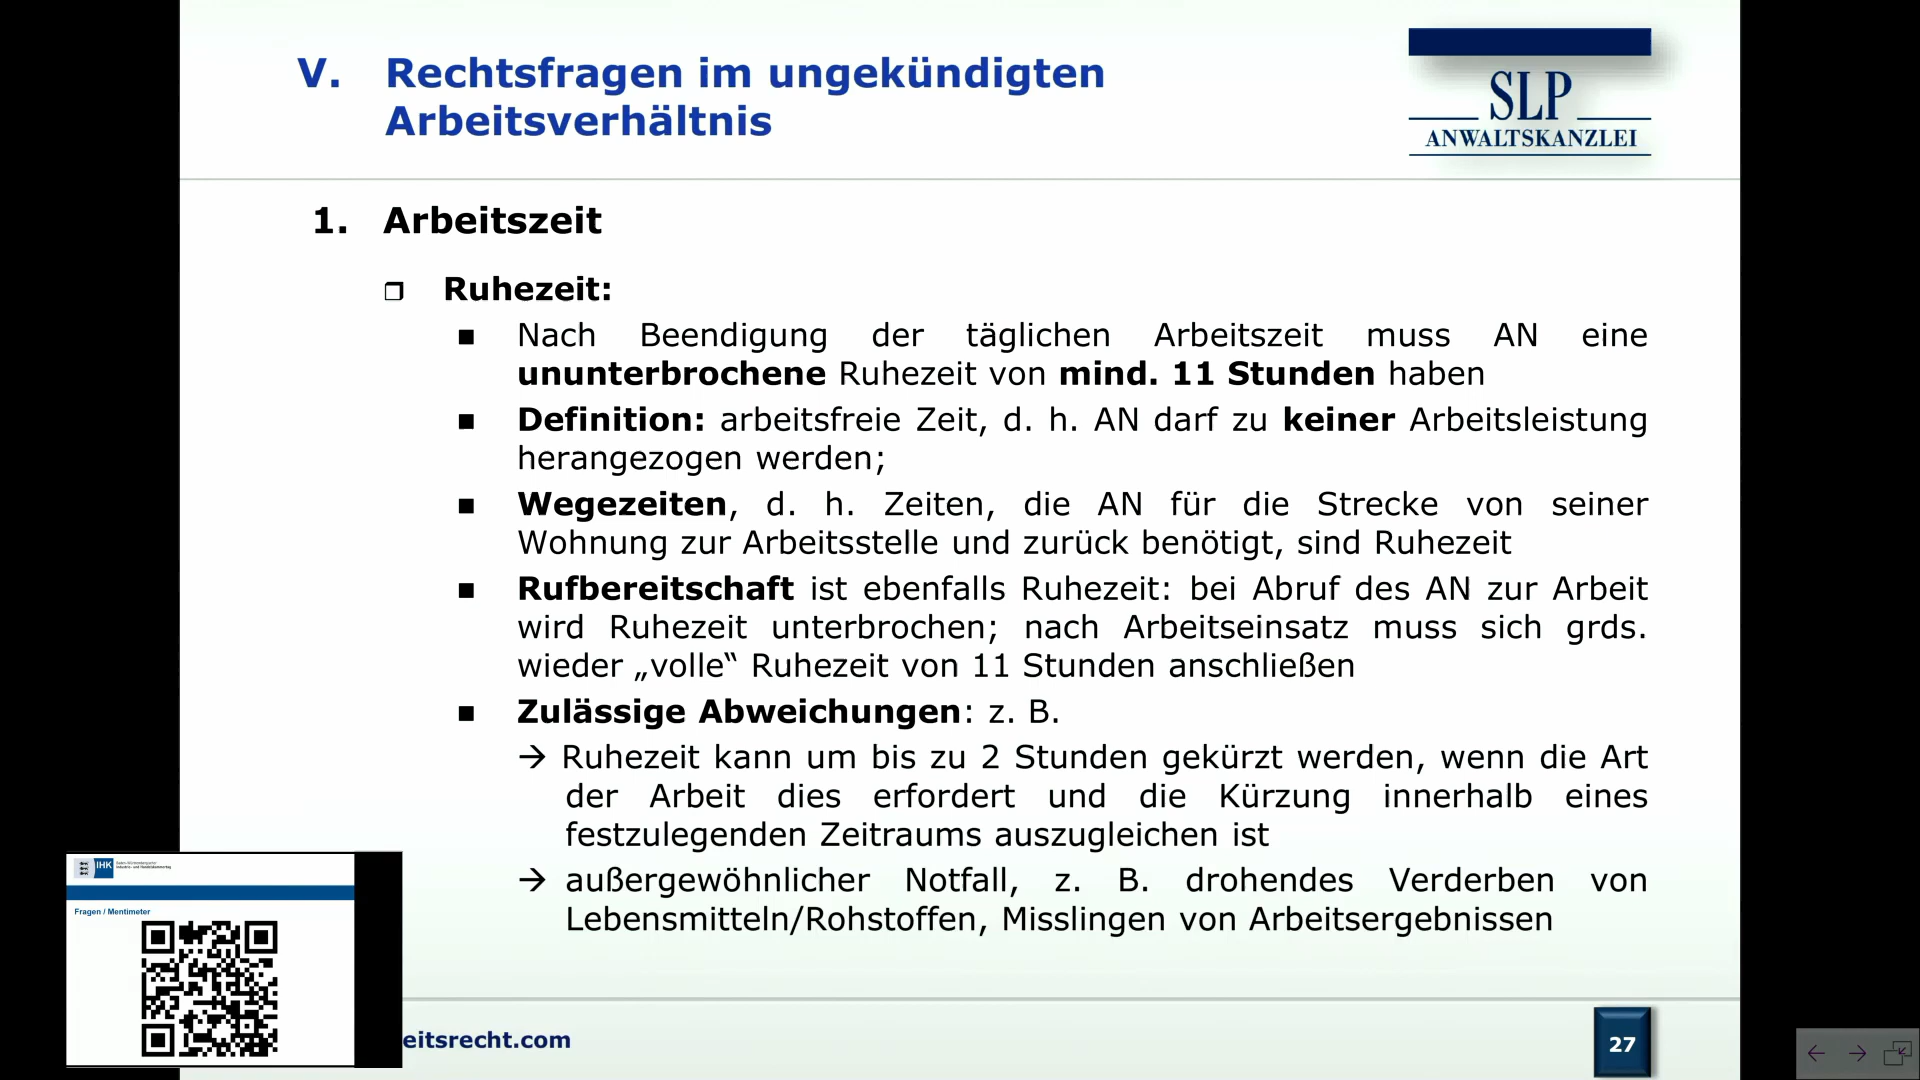 V. Rechtsfragen im ungekündigten
Arbeitsverhältnis
SLP
ANWALTSKANZLEI
1. Arbeitszeit
Ruhezeit:
Nach Beendigung der täglichen Arbeitszeit muss AN eine
ununterbrochene Ruhezeit von mind. 11 Stunden haben
Definition: arbeitsfreie Zeit, d. h. AN darf zu keiner Arbeitsleistung
herangezogen werden;
Wegezeiten, d. h. Zeiten, die AN für die Strecke von seiner
Wohnung zur Arbeitsstelle und zurück benötigt, sind Ruhezeit
Rufbereitschaft ist ebenfalls Ruhezeit: bei Abruf des AN zur Arbeit
wird Ruhezeit unterbrochen; nach Arbeitseinsatz muss sich grds.
wieder „volle“ Ruhezeit von 11 Stunden anschließen
Zulässige Abweichungen: z. B.
→ Ruhezeit kann um bis zu 2 Stunden gekürzt werden, wenn die Art
der Arbeit dies erfordert und die Kürzung innerhalb eines
festzulegenden Zeitraums auszugleichen ist
→ außergewöhnlicher Notfall, z. B. drohendes Verderben von
Lebensmitteln/Rohstoffen, Misslingen von Arbeitsergebnissen
IHK
Fragen / Mentimeter
eitsrecht.com
27